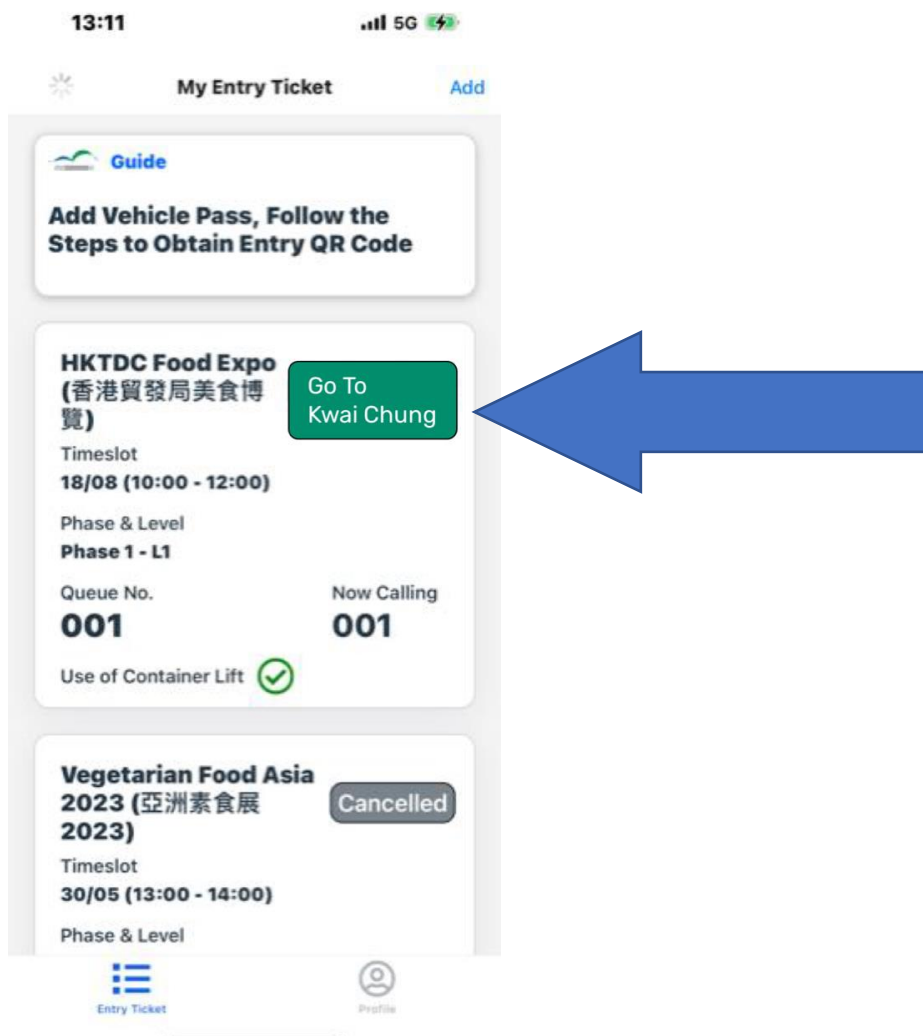 13:11 5G
My Entry Ticket Add
Guide
Add Vehicle Pass, Follow the
Steps to Obtain Entry QR Code
HKTDC Food Expo
(香港貿發局美食博
覽)
Go To
Kwai Chung
Timeslot
18/08 (10:00 - 12:00)
Phase & Level
Phase 1 - L1
Queue No. Now Calling
001 001
Use of Container Lift
Vegetarian Food Asia
2023 (亞洲素食展
2023)
Cancelled
Timeslot
30/05 (13:00 - 14:00)
Phase & Level
Entry Ticket Profile